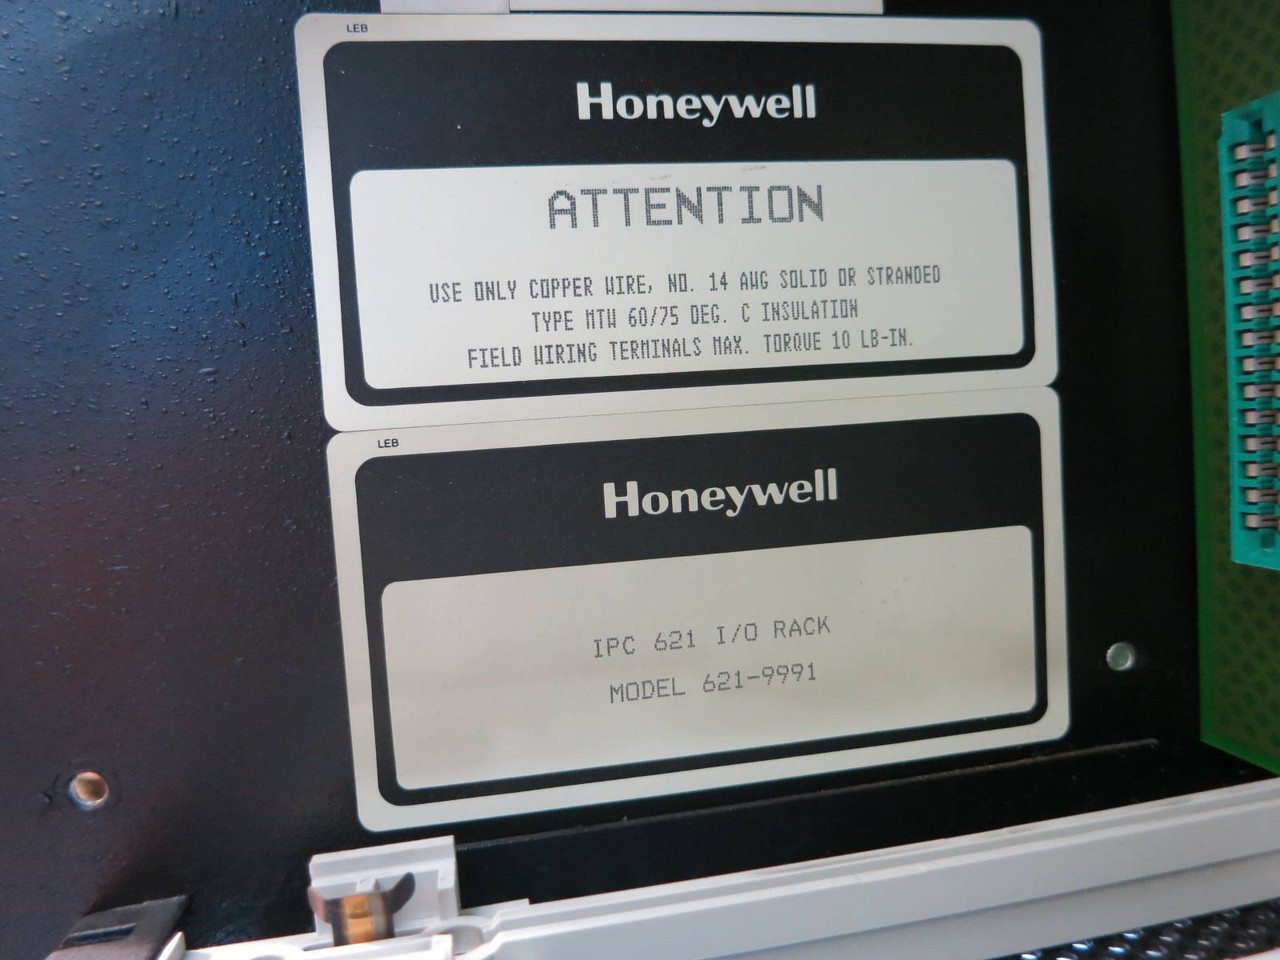 LEB
Honeywell
ATTENTION
USE ONLY COPPER WIRE, NO. 14 AWG SOLID OR STRANDED
TYPE MTW 60/75 DEG. C INSULATION
FIELD WIRING TERMINALS MAX. TORQUE 10 LB-IN.
LEB
Honeywell
IPC 621 I/O RACK
MODEL 621-9991